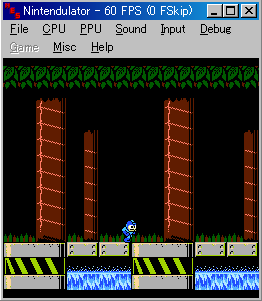 Nintendulator - 60 FPS (0 FSkip)
File CPU PPU Sound Input Debug
Game Misc Help